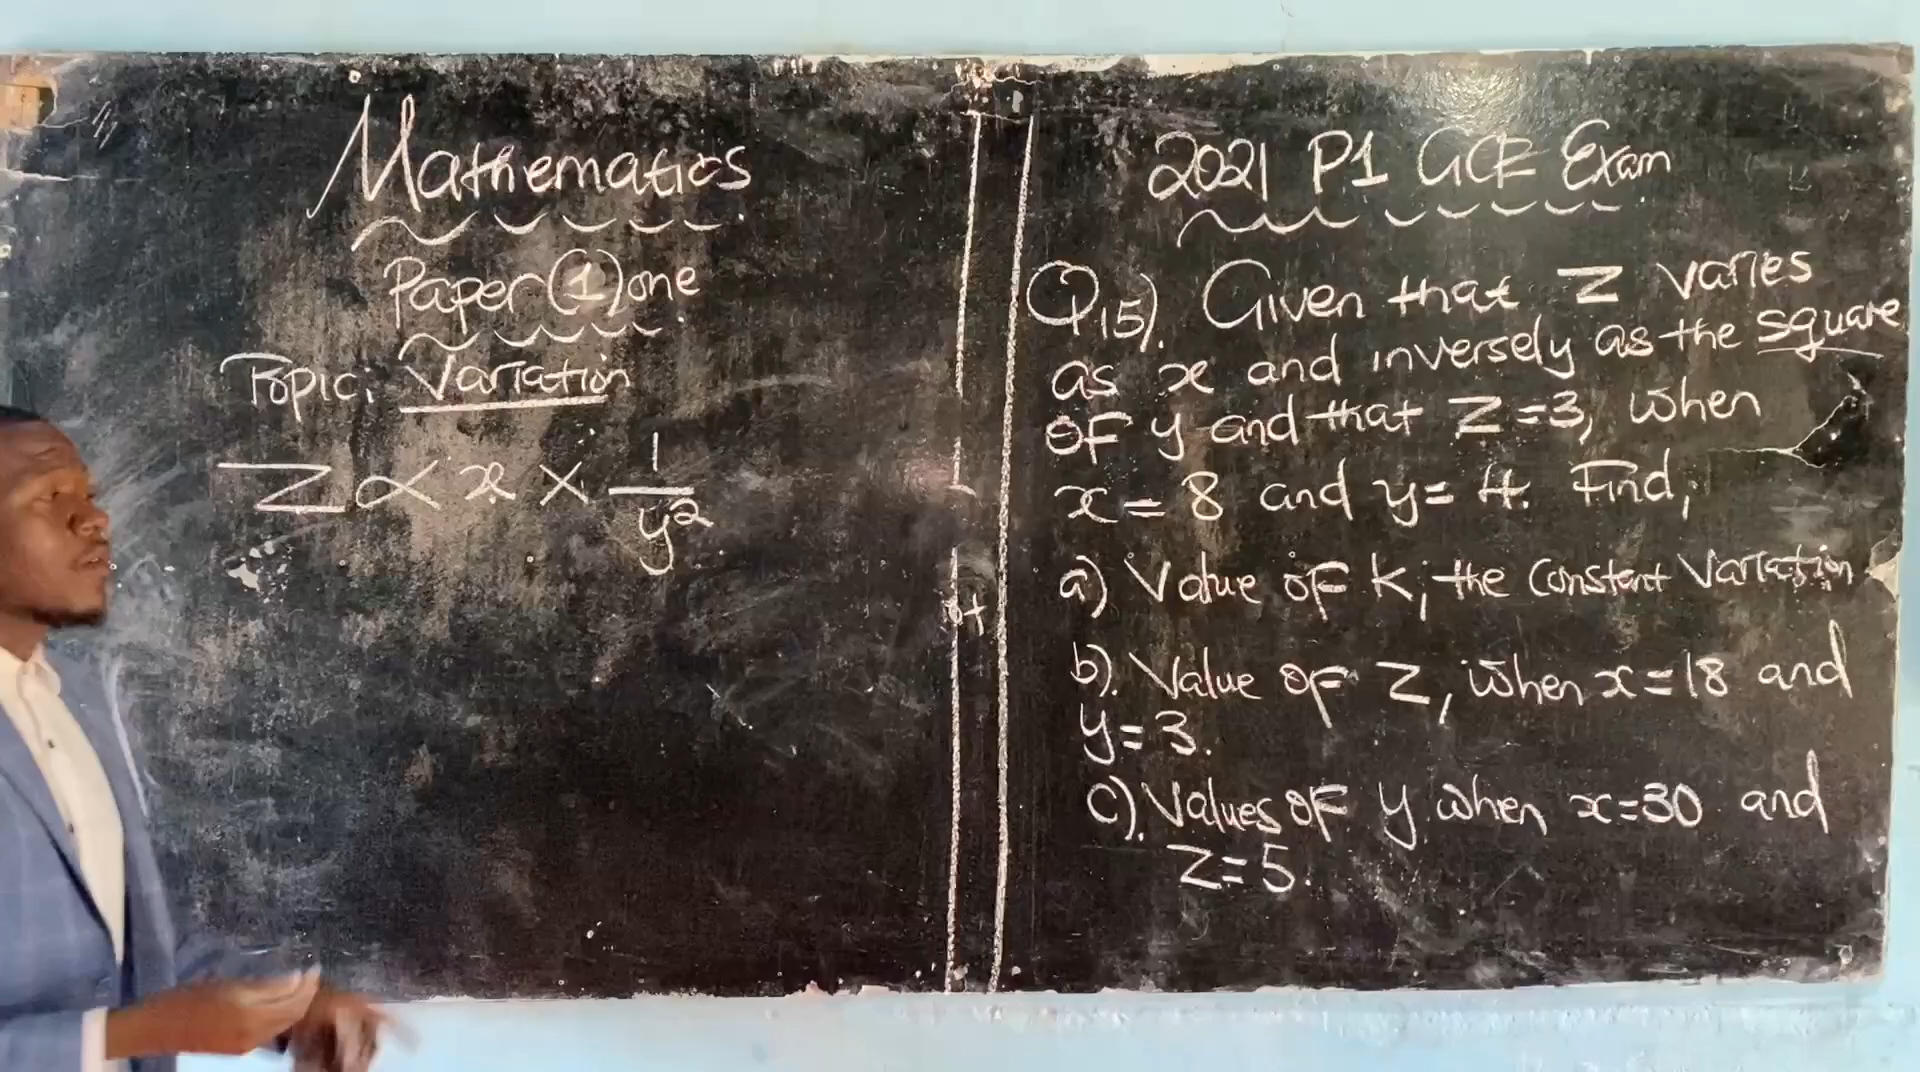 Mathematics
Paper (1) one
Topic; Variation
Z ∝ x × 1/y²
2021 P1 GCE Exam
Q15). Given that Z varies
as x and inversely as the square
of y and that Z=3, when
x = 8 and y = 4. Find;
a) Value of K; the constant Variation
b). Value of Z, when x=18 and
y=3.
c). Values of y when x=30 and
Z=5.